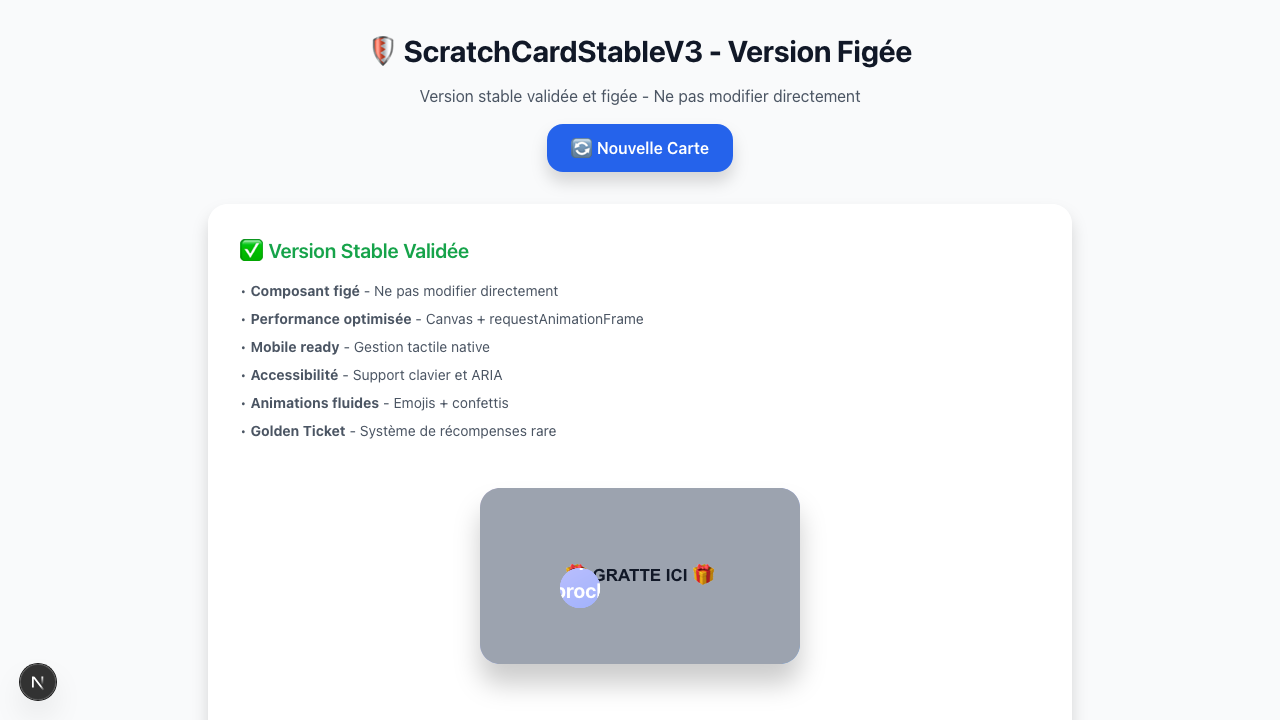 🛡️ ScratchCardStableV3 - Version Figée
Version stable validée et figée - Ne pas modifier directement
🔄 Nouvelle Carte
✅ Version Stable Validée
• Composant figé - Ne pas modifier directement
• Performance optimisée - Canvas + requestAnimationFrame
• Mobile ready - Gestion tactile native
• Accessibilité - Support clavier et ARIA
• Animations fluides - Emojis + confettis
• Golden Ticket - Système de récompenses rare
🎁 GRATTE ICI 🎁
N